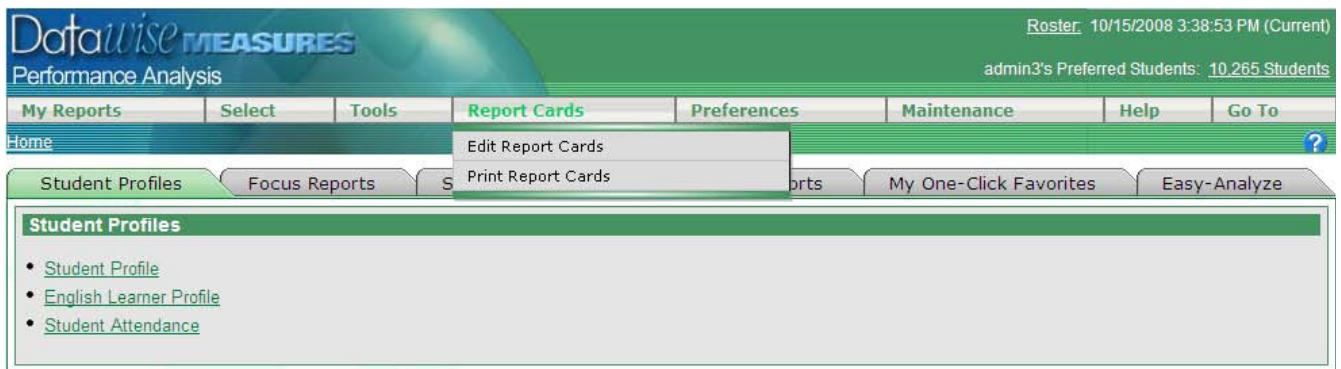 Datawise MEASURES
Performance Analysis
Roster: 10/15/2008 3:38:53 PM (Current)
admin3's Preferred Students: 10,265 Students
My Reports Select Tools Report Cards Preferences Maintenance Help Go To
Home
?
Edit Report Cards
Print Report Cards
Student Profiles Focus Reports S orts My One-Click Favorites Easy-Analyze
Student Profiles
• Student Profile
• English Learner Profile
• Student Attendance